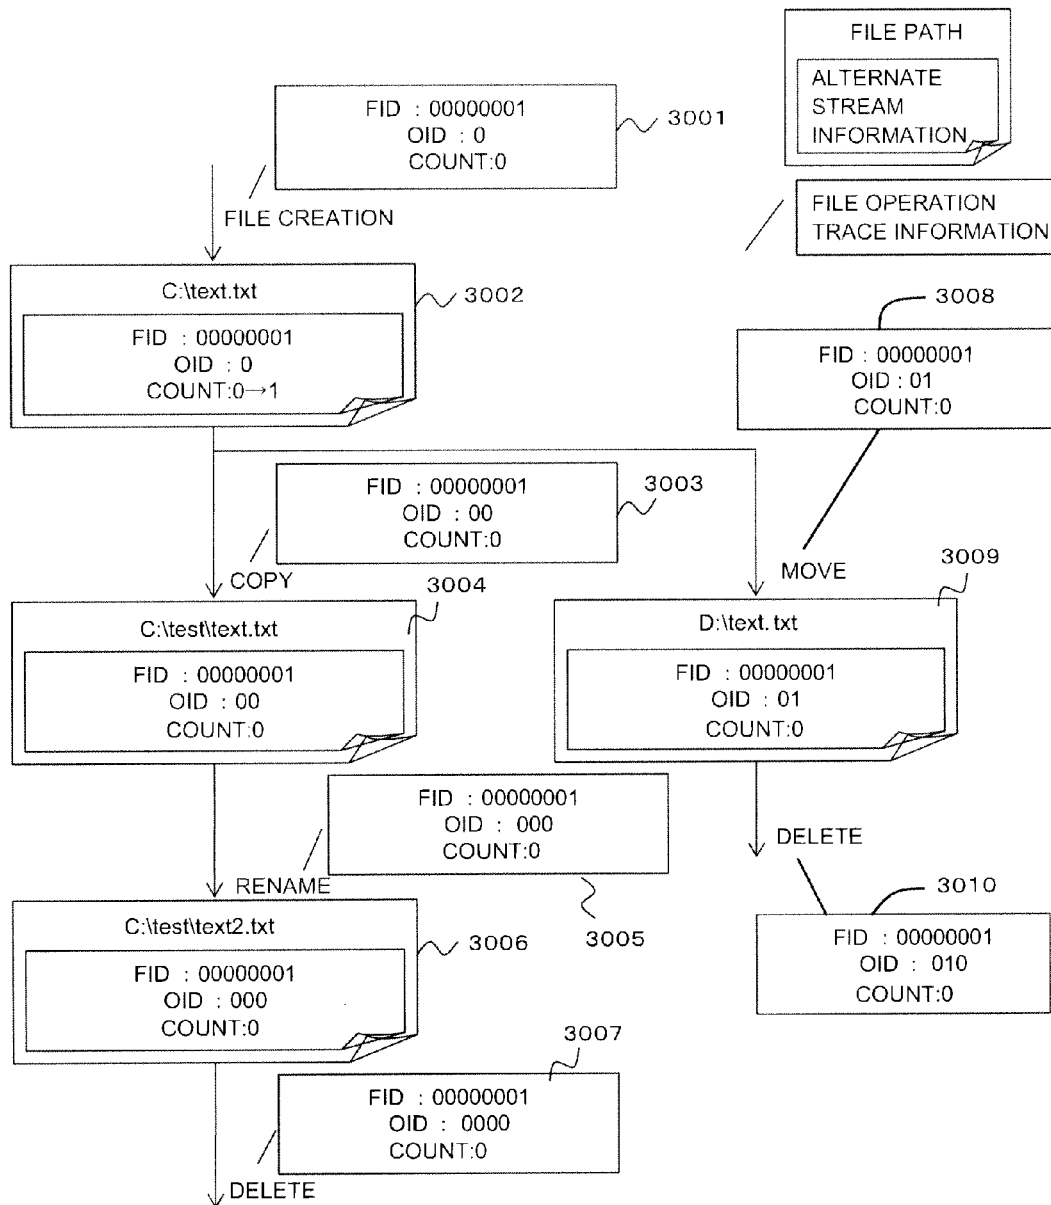 FILE PATH
ALTERNATE
STREAM
INFORMATION
FID : 00000001
OID : 0
COUNT:0
3001
FILE CREATION
FILE OPERATION
TRACE INFORMATION
C:\text.txt
FID : 00000001
OID : 0
COUNT:0→1
3002
3008
FID : 00000001
OID : 01
COUNT:0
FID : 00000001
OID : 00
COUNT:0
3003
COPY
MOVE
3004
C:\test\text.txt
FID : 00000001
OID : 00
COUNT:0
3009
D:\text.txt
FID : 00000001
OID : 01
COUNT:0
FID : 00000001
OID : 000
COUNT:0
3005
RENAME
DELETE
3010
FID : 00000001
OID : 010
COUNT:0
C:\test\text2.txt
FID : 00000001
OID : 000
COUNT:0
3006
3007
FID : 00000001
OID : 0000
COUNT:0
DELETE